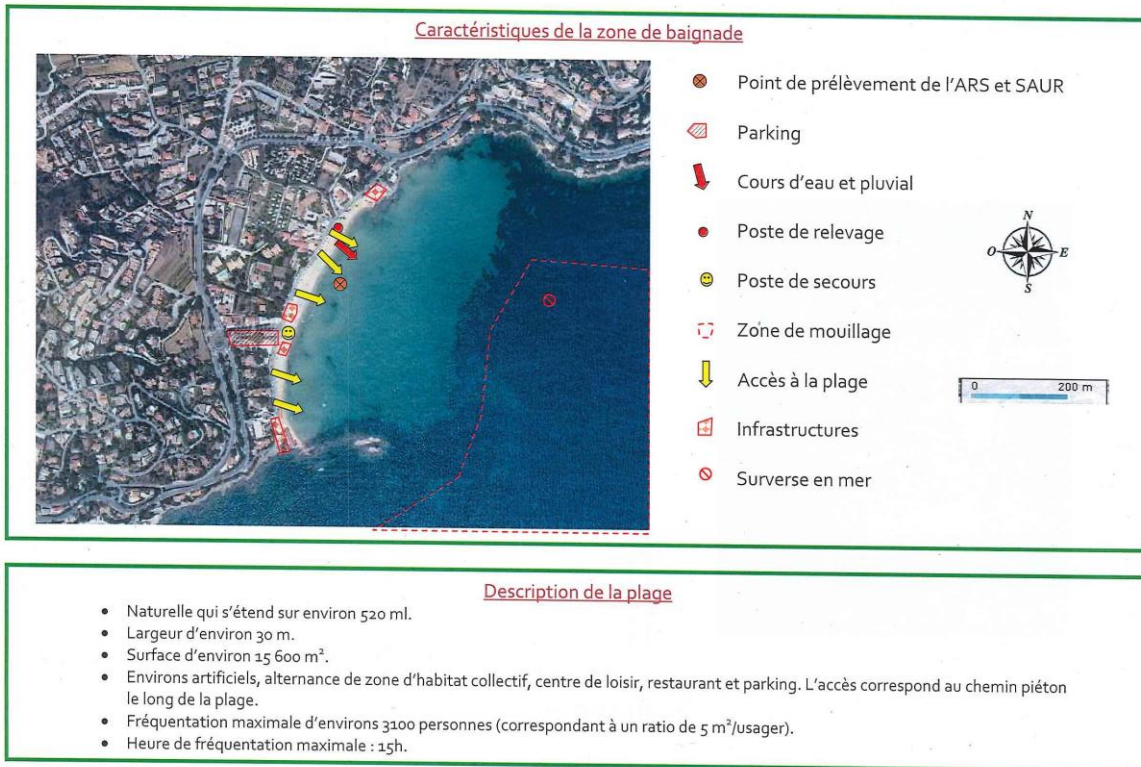 Caractéristiques de la zone de baignade
Point de prélèvement de l'ARS et SAUR
Parking
Cours d'eau et pluvial
Poste de relevage
Poste de secours
Zone de mouillage
Accès à la plage
Infrastructures
Surverse en mer
N
O
E
S
0 200 m
Description de la plage
• Naturelle qui s'étend sur environ 520 ml.
• Largeur d'environ 30 m.
• Surface d'environ 15 600 m².
• Environs artificiels, alternance de zone d'habitat collectif, centre de loisir, restaurant et parking. L'accès correspond au chemin piéton
le long de la plage.
• Fréquentation maximale d'environs 3100 personnes (correspondant à un ratio de 5 m²/usager).
• Heure de fréquentation maximale : 15h.